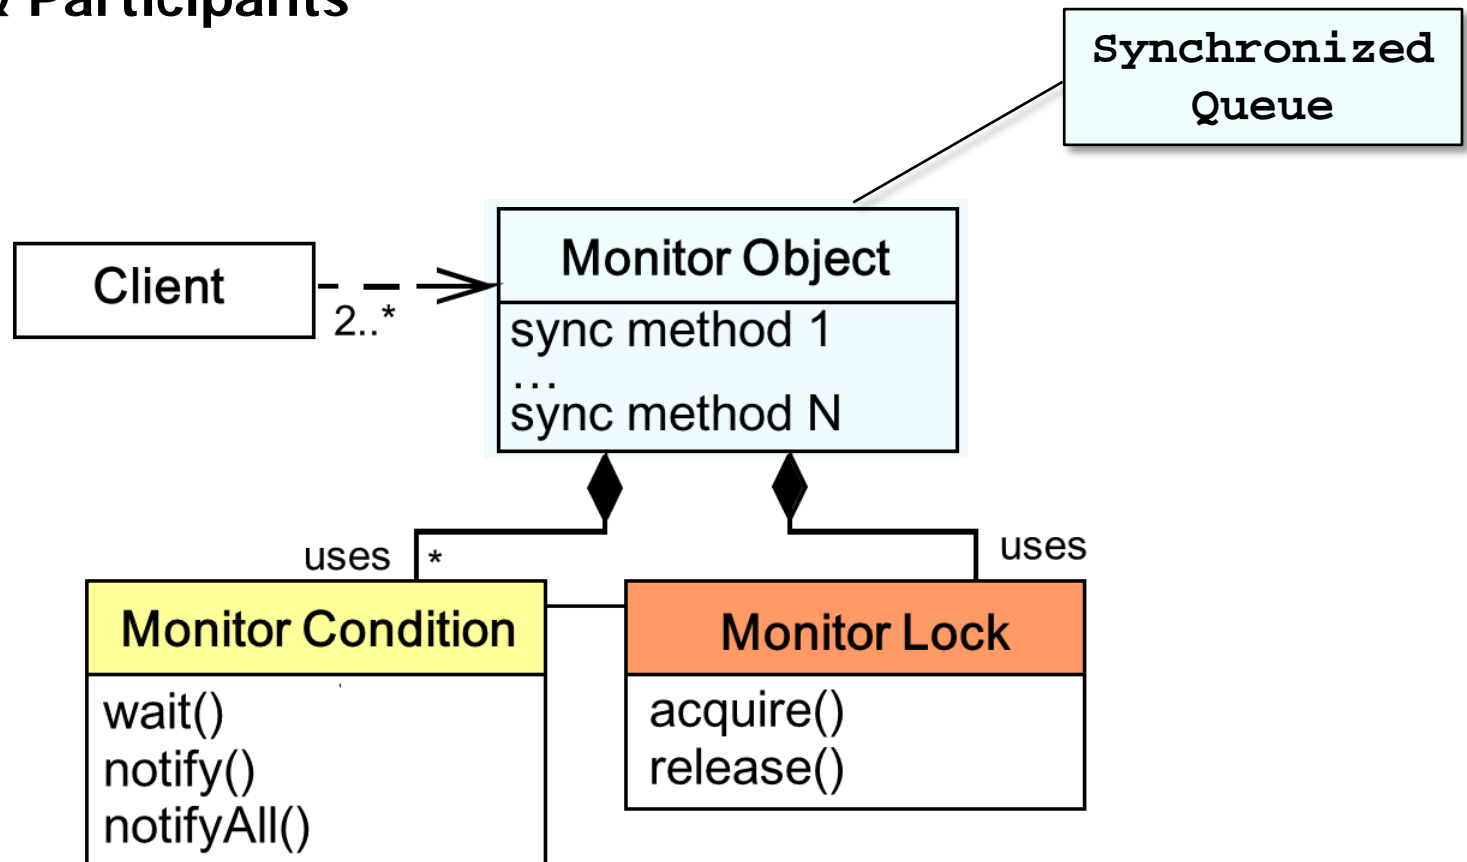 & Participants
Synchronized
Queue
Monitor Object
Client
2..*
sync method 1
...
sync method N
uses
*
uses
Monitor Condition
Monitor Lock
wait()
notify()
notifyAll()
acquire()
release()